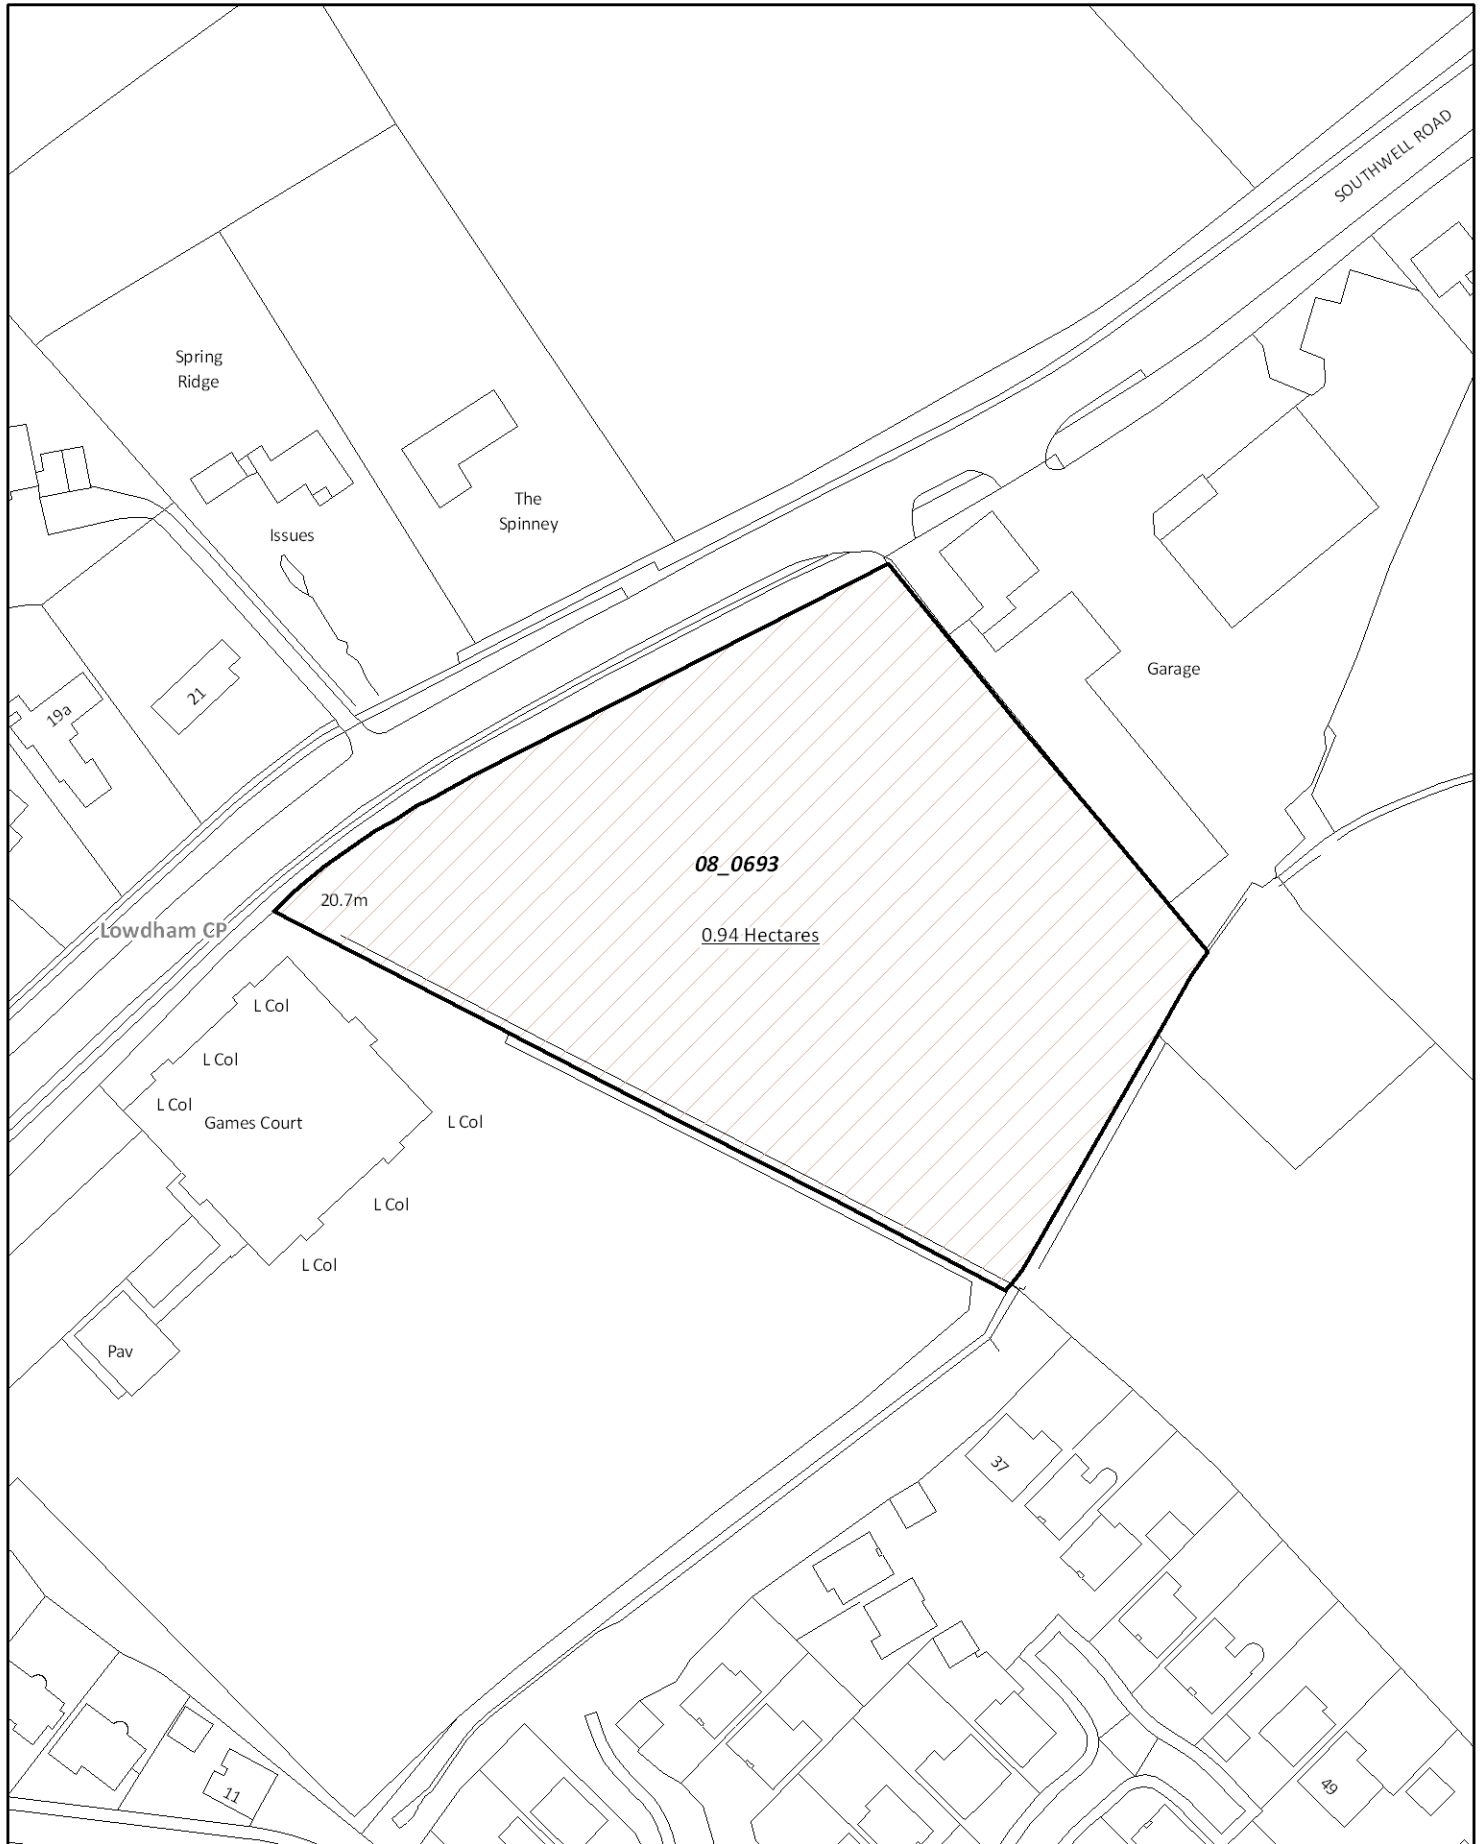 SOUTHWELL ROAD
Spring
Ridge
The
Spinney
Issues
21
19a
Garage
08_0693
20.7m
0.94 Hectares
Lowdham CP
L Col
L Col
L Col
Games Court
L Col
L Col
L Col
Pav
37
11
49